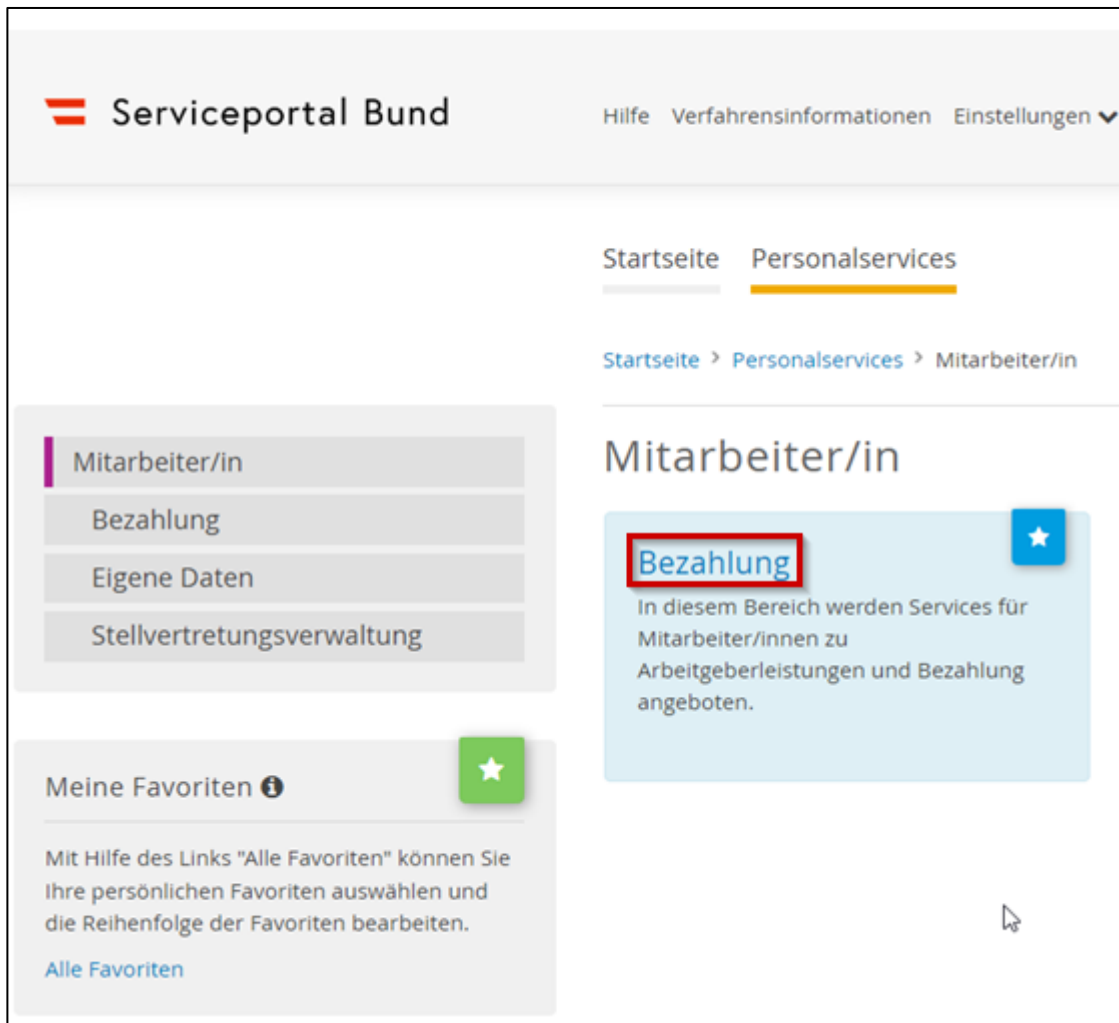 Serviceportal Bund
Hilfe Verfahrensinformationen Einstellungen
Startseite Personalservices
Startseite > Personalservices > Mitarbeiter/in
Mitarbeiter/in
Bezahlung
Eigene Daten
Stellvertretungsverwaltung
Meine Favoriten
Mit Hilfe des Links "Alle Favoriten" können Sie
Ihre persönlichen Favoriten auswählen und
die Reihenfolge der Favoriten bearbeiten.
Alle Favoriten
Mitarbeiter/in
Bezahlung
In diesem Bereich werden Services für
Mitarbeiter/innen zu
Arbeitgeberleistungen und Bezahlung
angeboten.